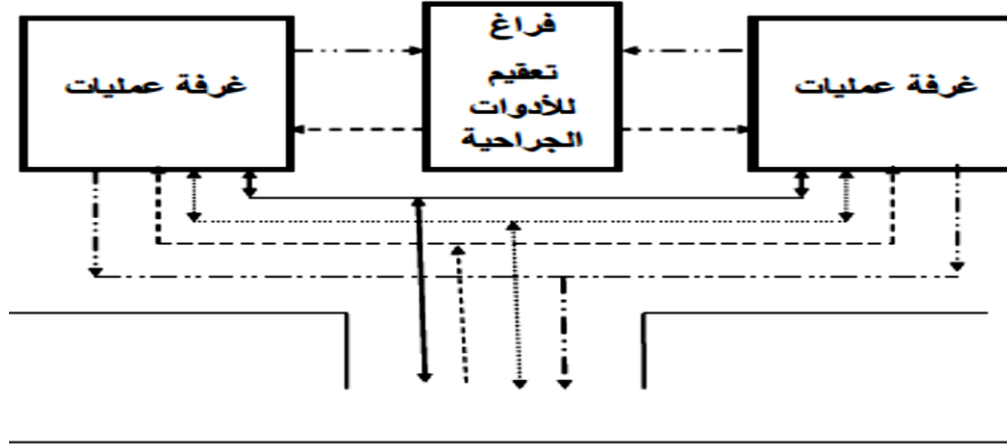 غرفة عمليات
فراغ
تعقيم
للأدوات
الجراحية
غرفة عمليات